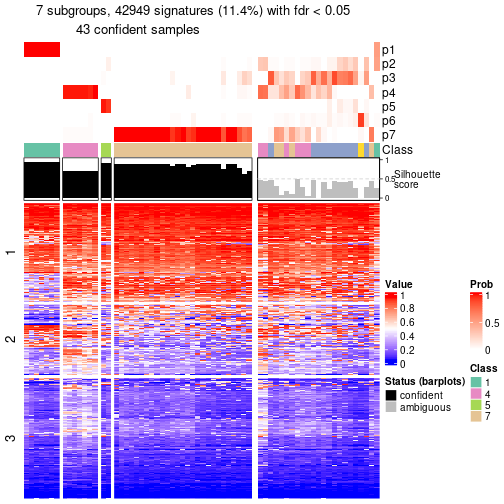 7 subgroups, 42949 signatures (11.4%) with fdr < 0.05
43 confident samples
p1
p2
p3
p4
p5
p6
p7
Class
1
0.5
0
Silhouette
score
1
2
3
Value
1
0.8
0.6
0.4
0.2
0
Status (barplots)
confident
ambiguous
Prob
1
0.5
0
Class
1
4
5
7